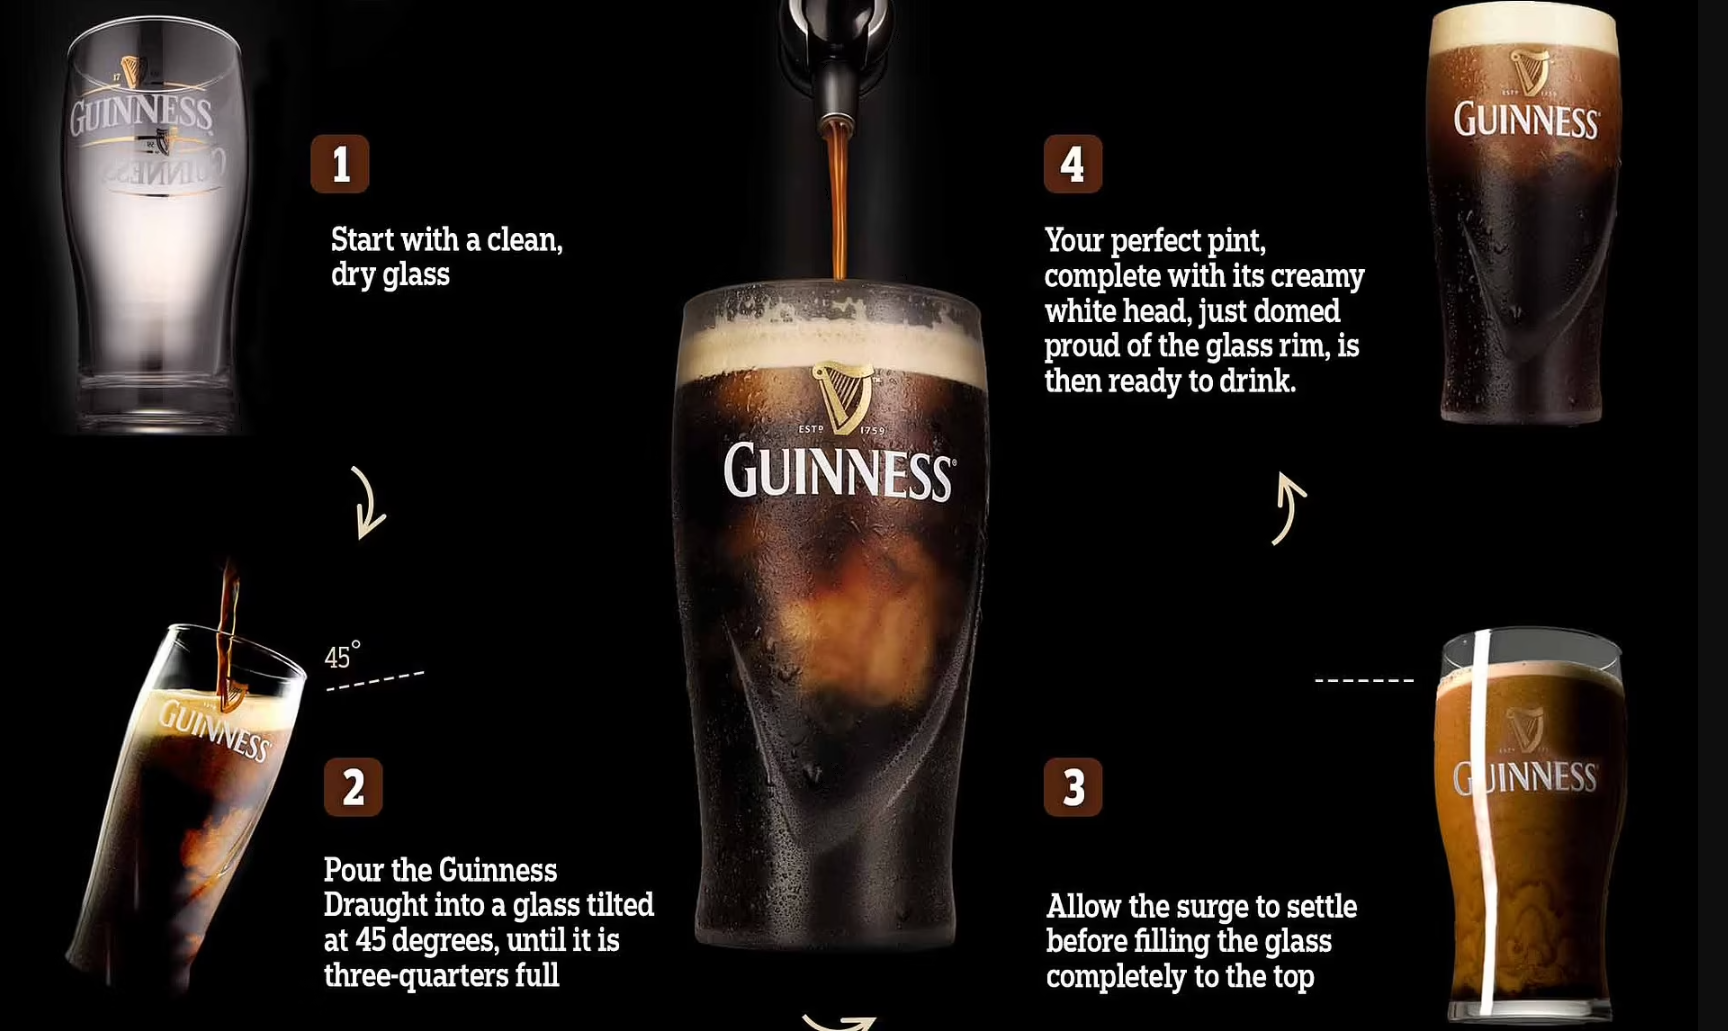 GUINNESS
1
Start with a clean,
dry glass
45°
GUINNESS
2
Pour the Guinness
Draught into a glass tilted
at 45 degrees, until it is
three-quarters full
ESTD 1759
GUINNESS
3
Allow the surge to settle
before filling the glass
completely to the top
GUINNESS
4
Your perfect pint,
complete with its creamy
white head, just domed
proud of the glass rim, is
then ready to drink.
GUINNESS